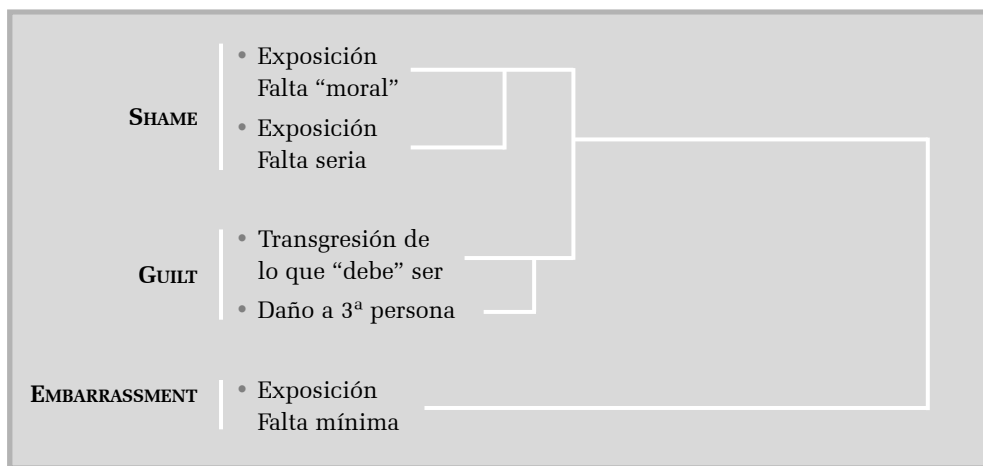 SHAME
• Exposición
Falta “moral”
• Exposición
Falta seria
GUILT
• Transgresión de
lo que “debe” ser
• Daño a 3ª persona
EMBARRASSMENT
• Exposición
Falta mínima